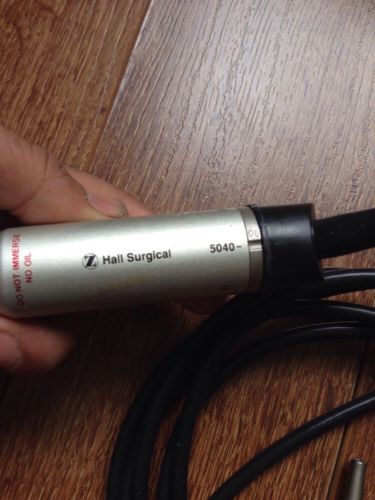 DO NOT IMMERSE
NO OIL
Hall Surgical
5040-